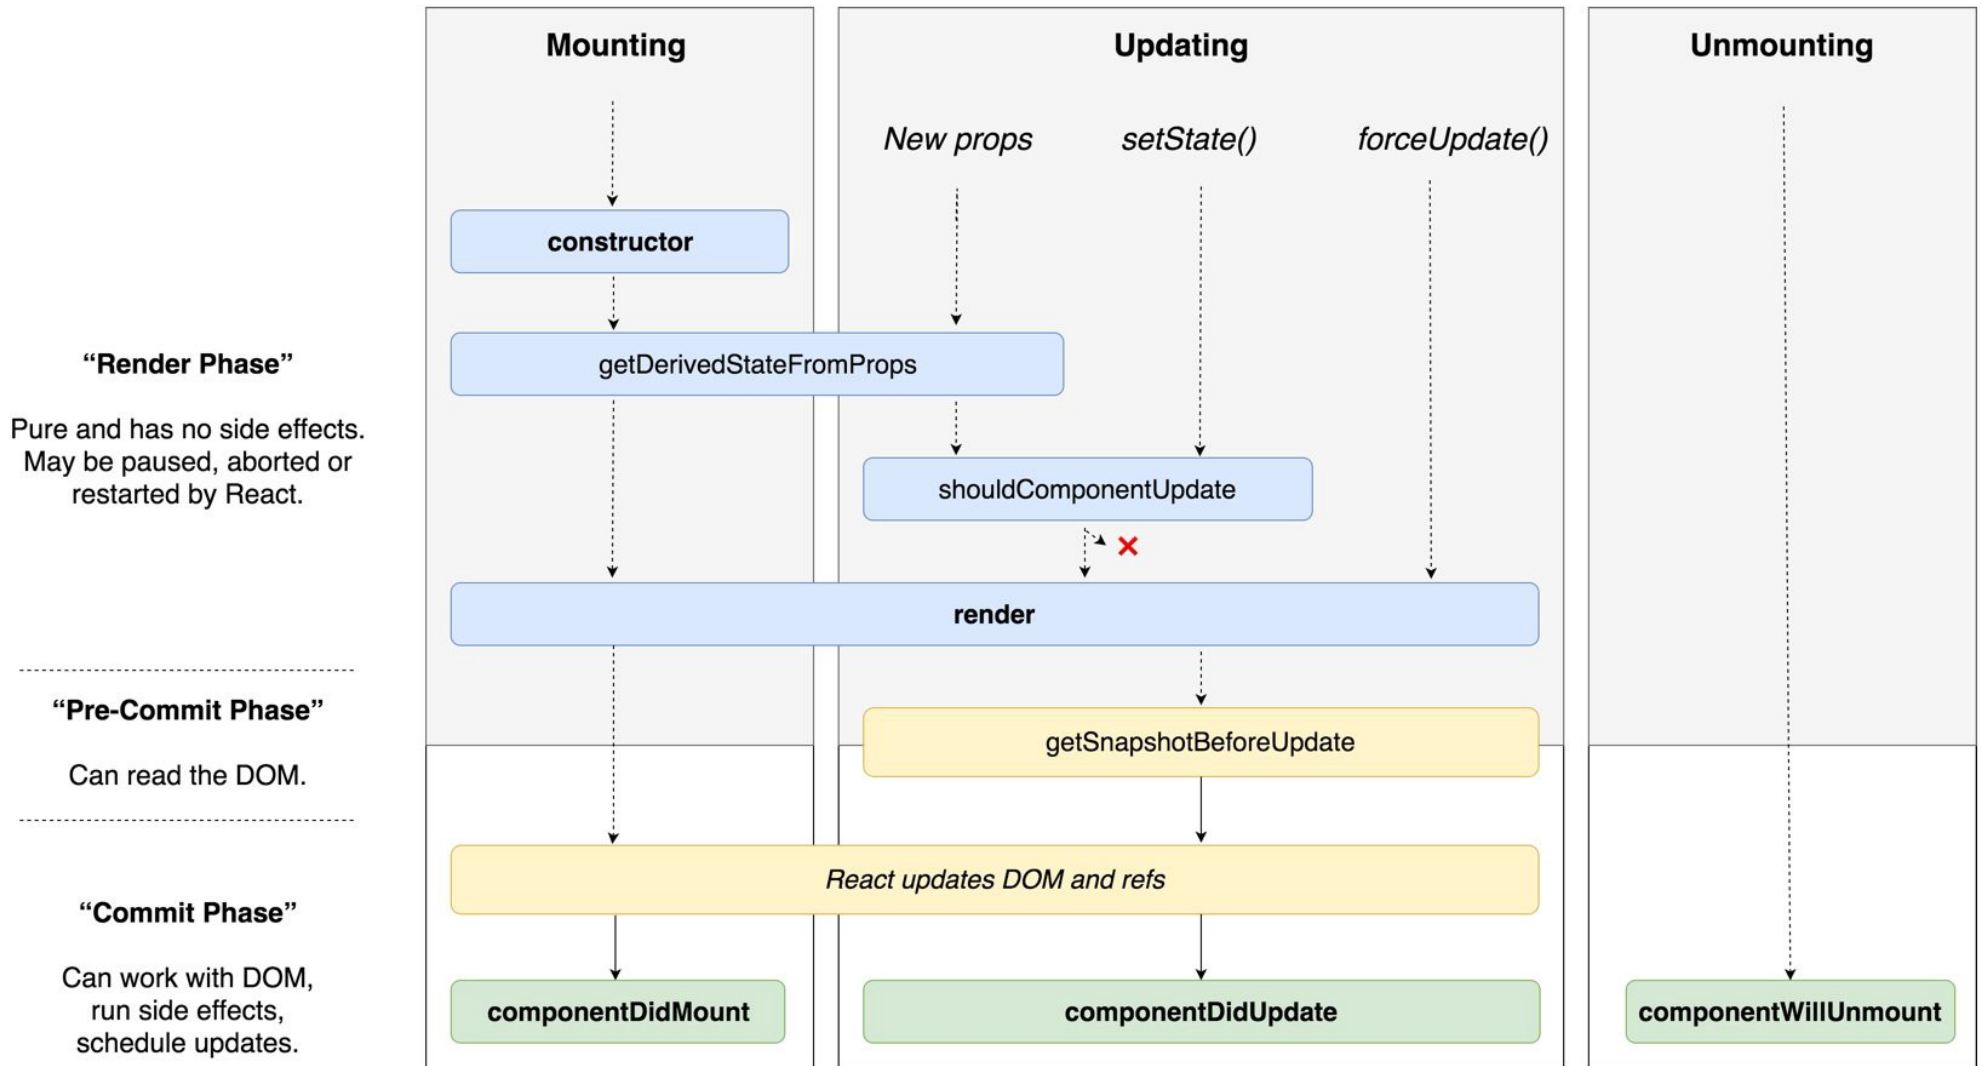 Mounting
Updating
Unmounting
New props
setState()
forceUpdate()
constructor
getDerivedStateFromProps
“Render Phase”
Pure and has no side effects.
May be paused, aborted or
restarted by React.
shouldComponentUpdate
render
“Pre-Commit Phase”
Can read the DOM.
getSnapshotBeforeUpdate
React updates DOM and refs
“Commit Phase”
Can work with DOM,
run side effects,
schedule updates.
componentDidMount
componentDidUpdate
componentWillUnmount